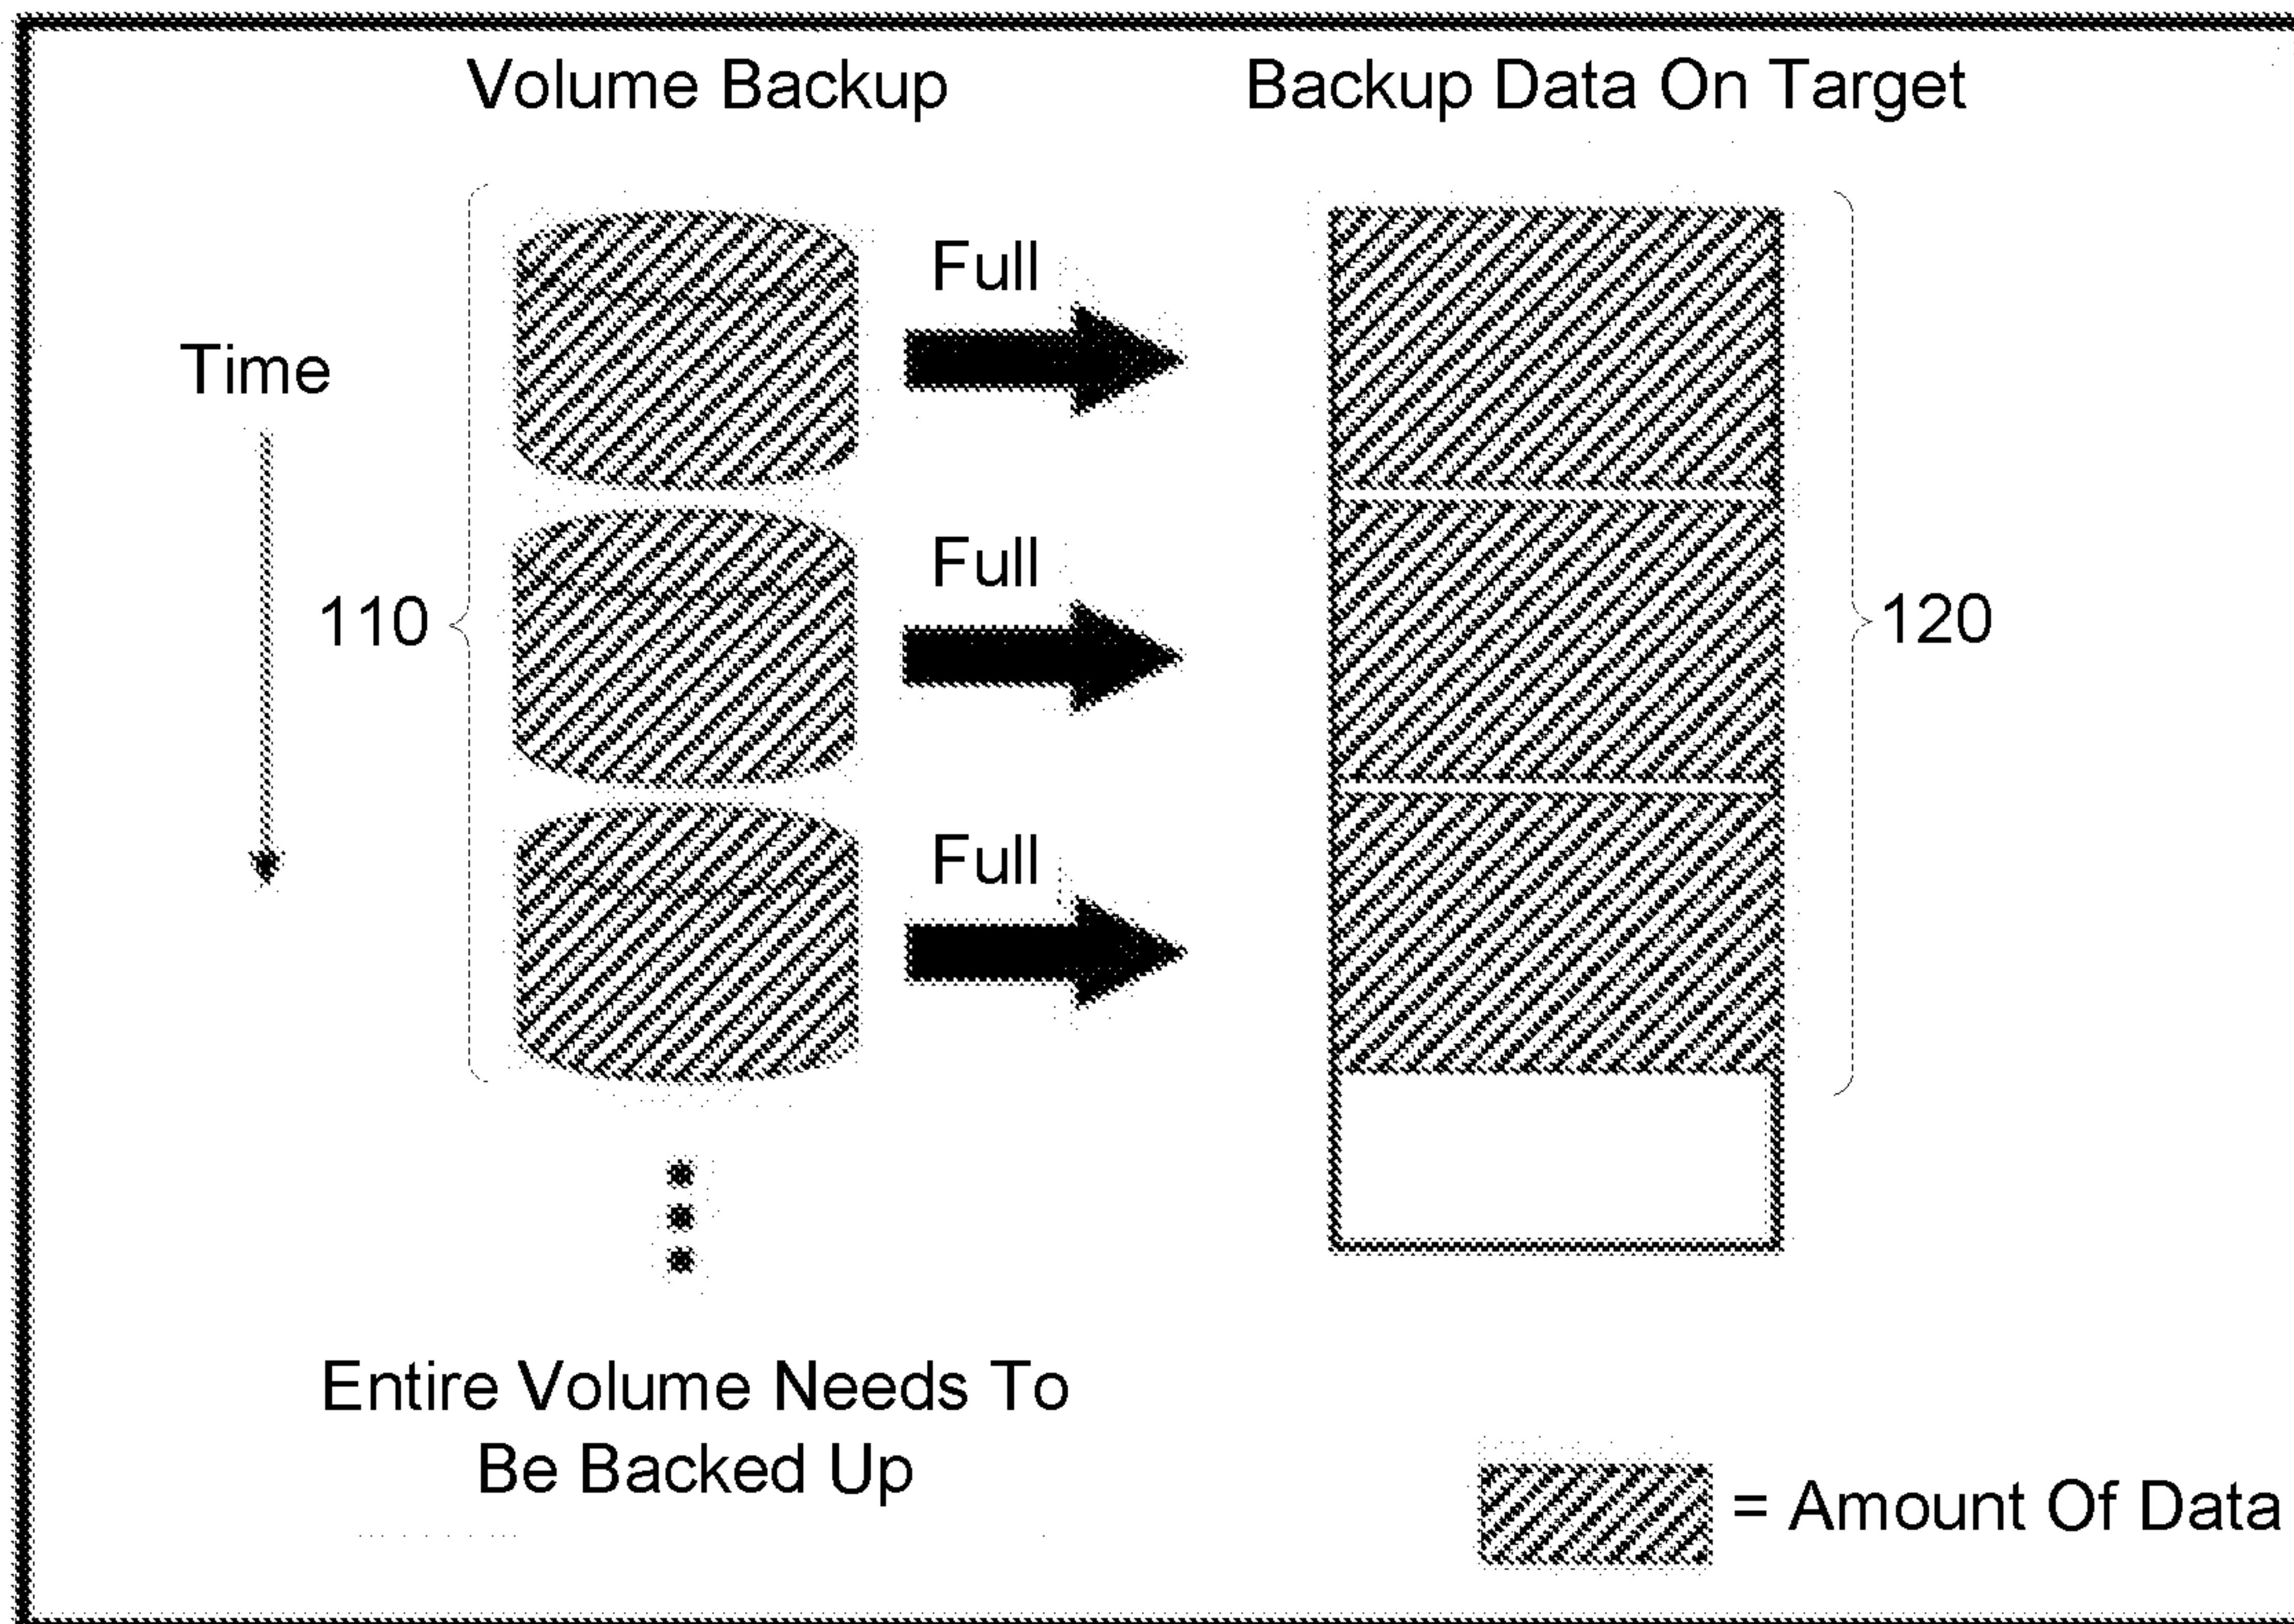 Volume Backup
Backup Data On Target
Full
Time
Full
110
120
Full
Entire Volume Needs To
Be Backed Up
= Amount Of Data